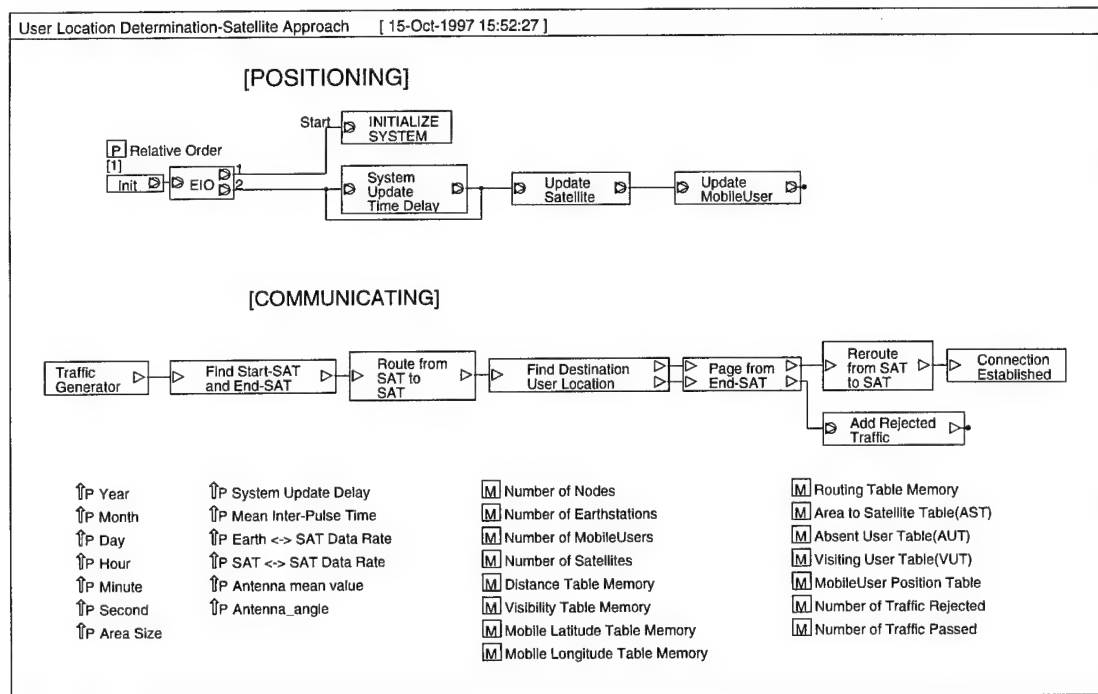 User Location Determination-Satellite Approach [ 15-Oct-1997 15:52:27 ]
[POSITIONING]
Start
INITIALIZE
SYSTEM
P Relative Order
[1]
Init
EIO
1
2
System
Update
Time Delay
Update
Satellite
Update
MobileUser
[COMMUNICATING]
Traffic
Generator
Find Start-SAT
and End-SAT
Route from
SAT to
SAT
Find Destination
User Location
Page from
End-SAT
Reroute
from SAT
to SAT
Connection
Established
Add Rejected
Traffic
⇑P Year
⇑P Month
⇑P Day
⇑P Hour
⇑P Minute
⇑P Second
⇑P Area Size
⇑P System Update Delay
⇑P Mean Inter-Pulse Time
⇑P Earth <-> SAT Data Rate
⇑P SAT <-> SAT Data Rate
⇑P Antenna mean value
⇑P Antenna_angle
M Number of Nodes
M Number of Earthstations
M Number of MobileUsers
M Number of Satellites
M Distance Table Memory
M Visibility Table Memory
M Mobile Latitude Table Memory
M Mobile Longitude Table Memory
M Routing Table Memory
M Area to Satellite Table(AST)
M Absent User Table(AUT)
M Visiting User Table(VUT)
M MobileUser Position Table
M Number of Traffic Rejected
M Number of Traffic Passed